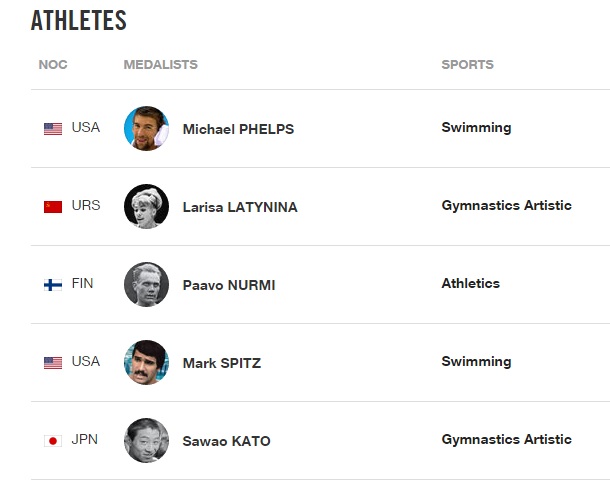 ATHLETES
NOC MEDALISTS SPORTS
USA Michael PHELPS Swimming
URS Larisa LATYNINA Gymnastics Artistic
FIN Paavo NURMI Athletics
USA Mark SPITZ Swimming
JPN Sawao KATO Gymnastics Artistic